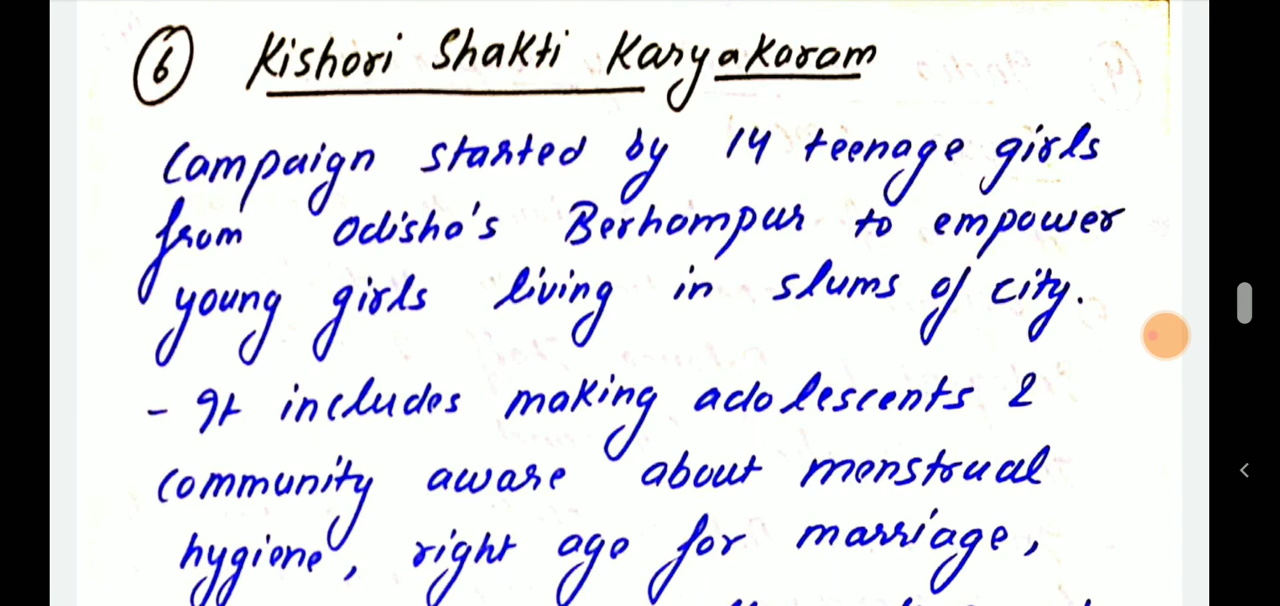 6 Kishori Shakti Karyakaram
Campaign started by 14 teenage girls
from Odisha's Berhampur to empower
young girls living in slums of city.
- It includes making adolescents &
community aware about menstrual
hygiene, right age for marriage,